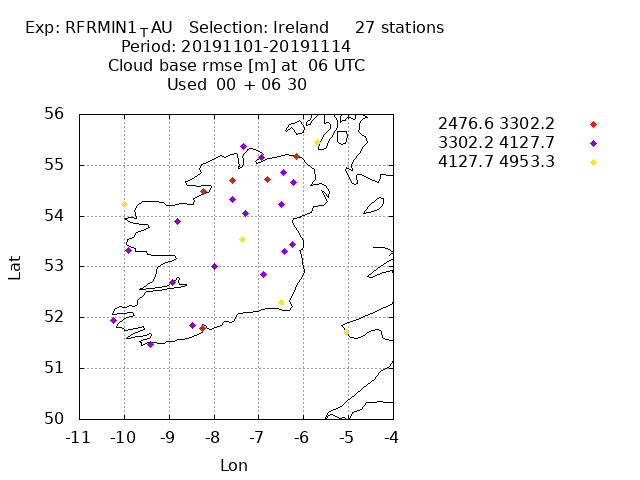 Exp: RFRMIN1┬AU Selection: Ireland 27 stations
Period: 20191101-20191114
Cloud base rmse [m] at 06 UTC
Used 00 + 06 30
2476.6 3302.2
3302.2 4127.7
4127.7 4953.3
56
55
54
53
52
51
50
Lat
-11 -10 -9 -8 -7 -6 -5 -4
Lon